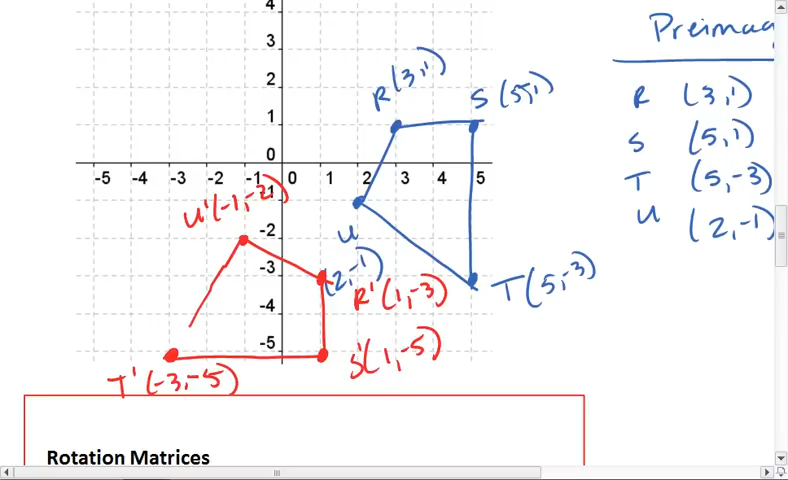 4
3
2
1
0
-5 -4 -3 -2 -1 0 1 2 3 4 5
-2
-3
-4
-5
R (3,1)
S (5,1)
U
(2,-1)
T (5,-3)
U'(-1,-2)
R'(1,-3)
S'(1,-5)
T'(-3,-5)
Preimag
R (3,1)
S (5,1)
T (5,-3)
U (2,-1)
Rotation Matrices